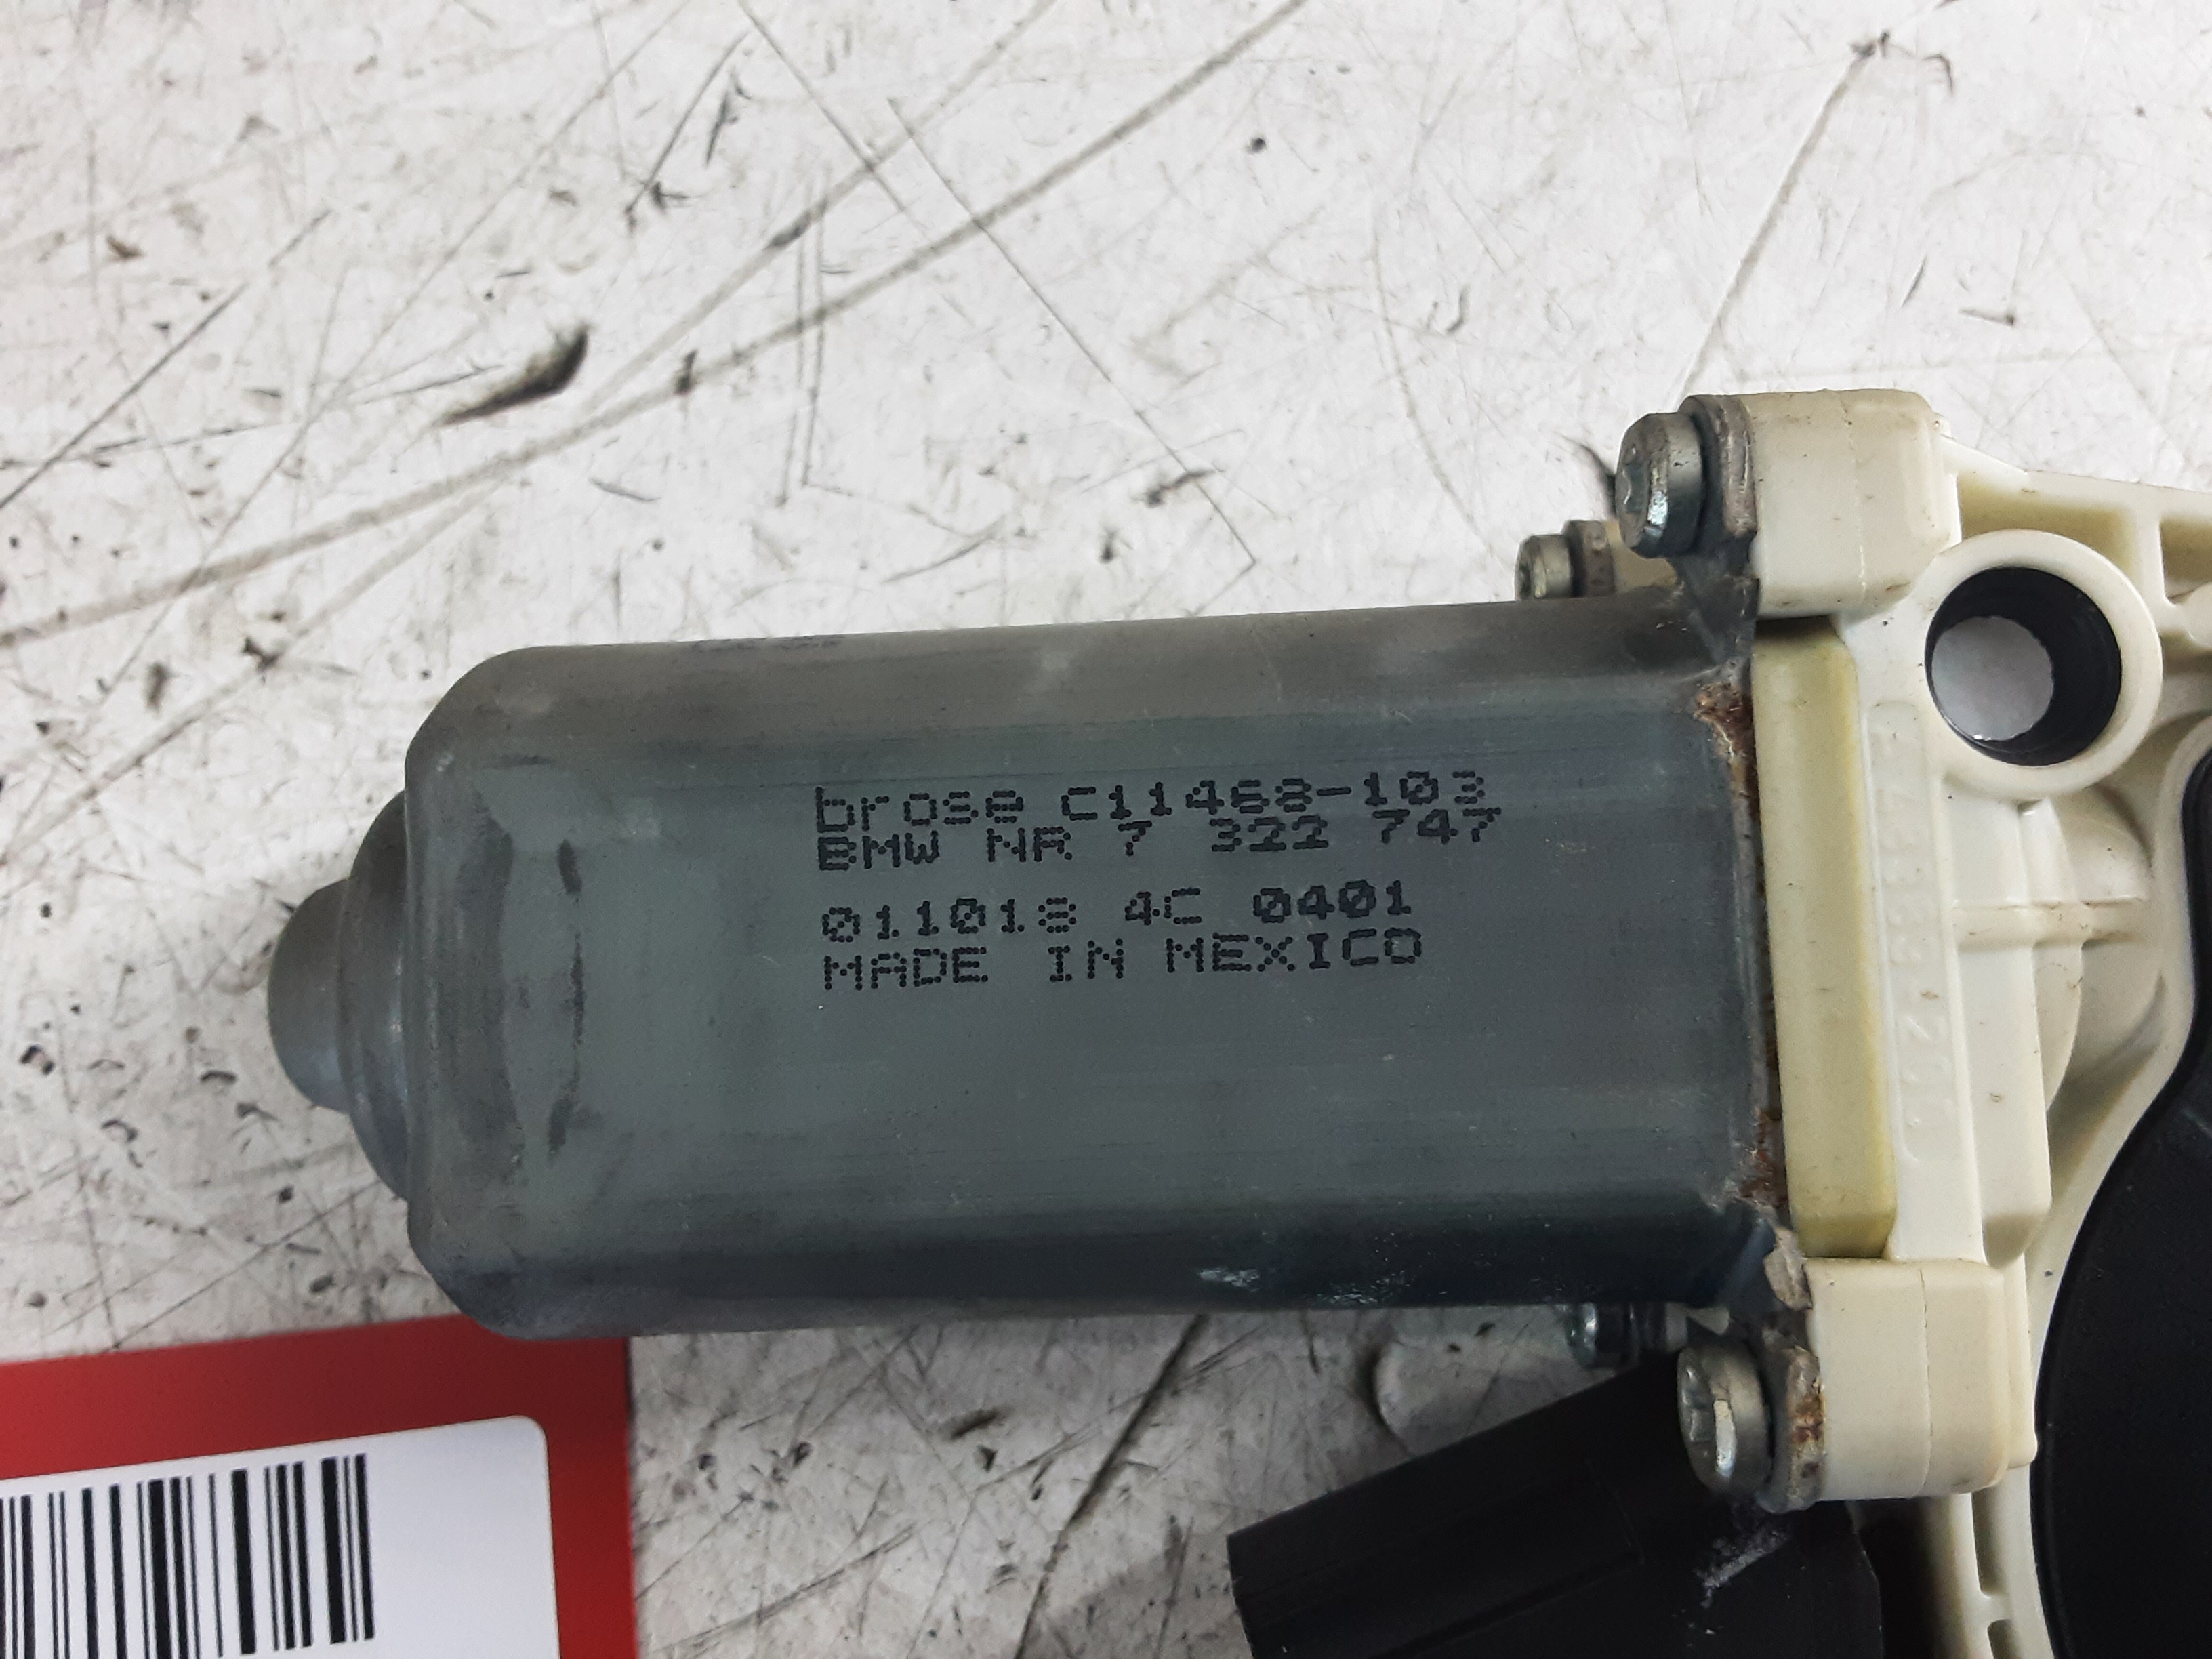 brose C11468-103
BMW NR 7 322 747
011018 4C 0401
MADE IN MEXICO